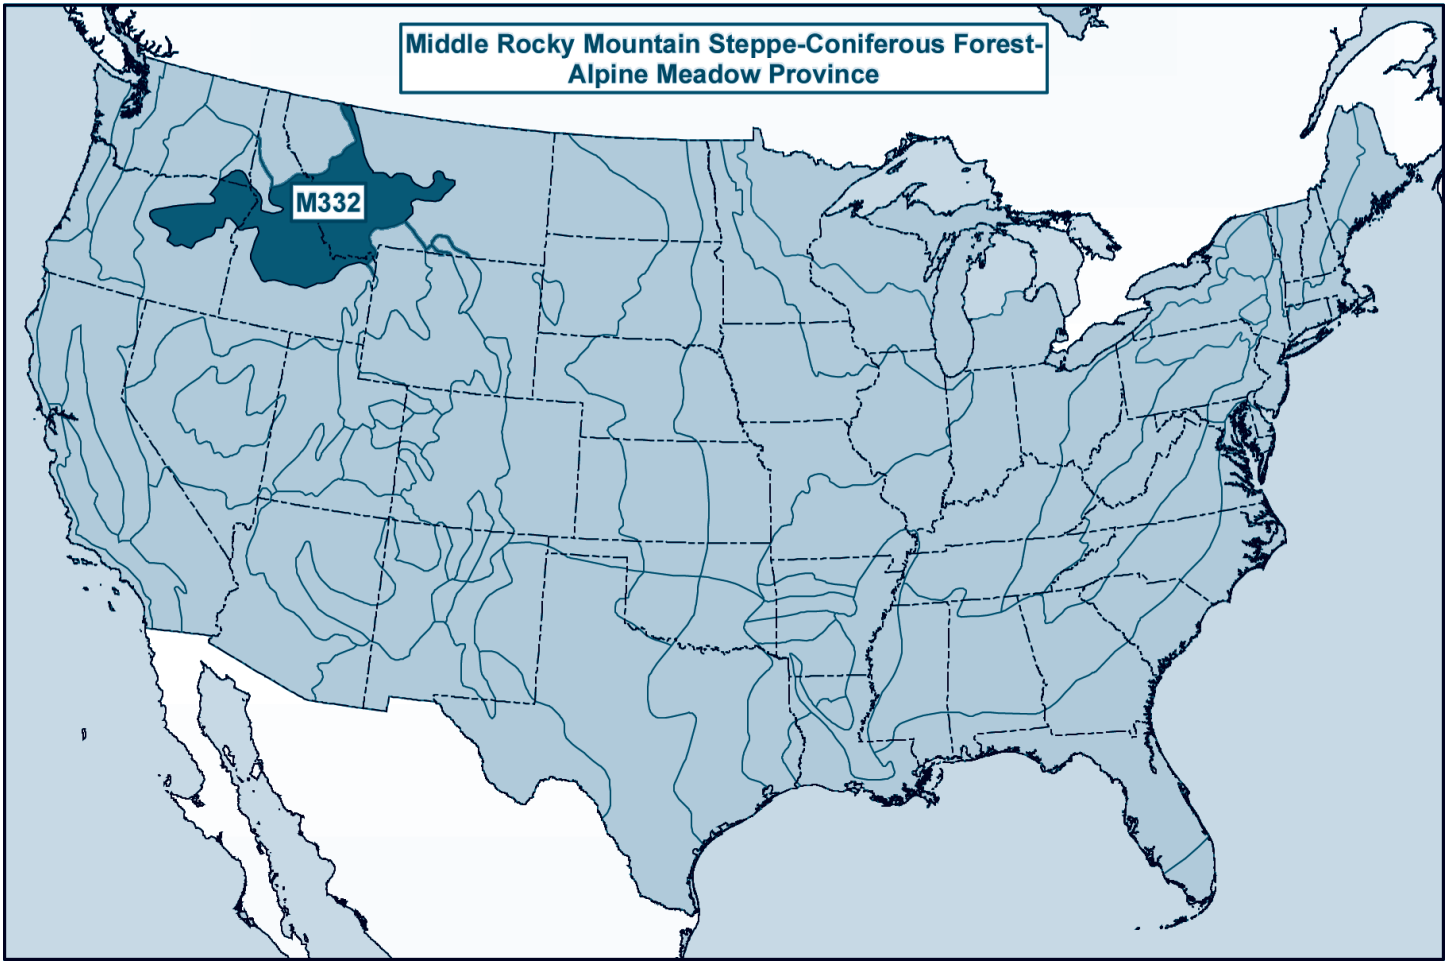 Middle Rocky Mountain Steppe-Coniferous Forest-
Alpine Meadow Province
M332